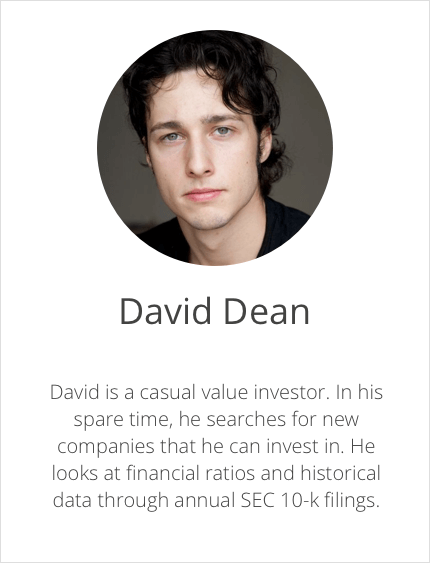 David Dean
David is a casual value investor. In his
spare time, he searches for new
companies that he can invest in. He
looks at financial ratios and historical
data through annual SEC 10-k filings.